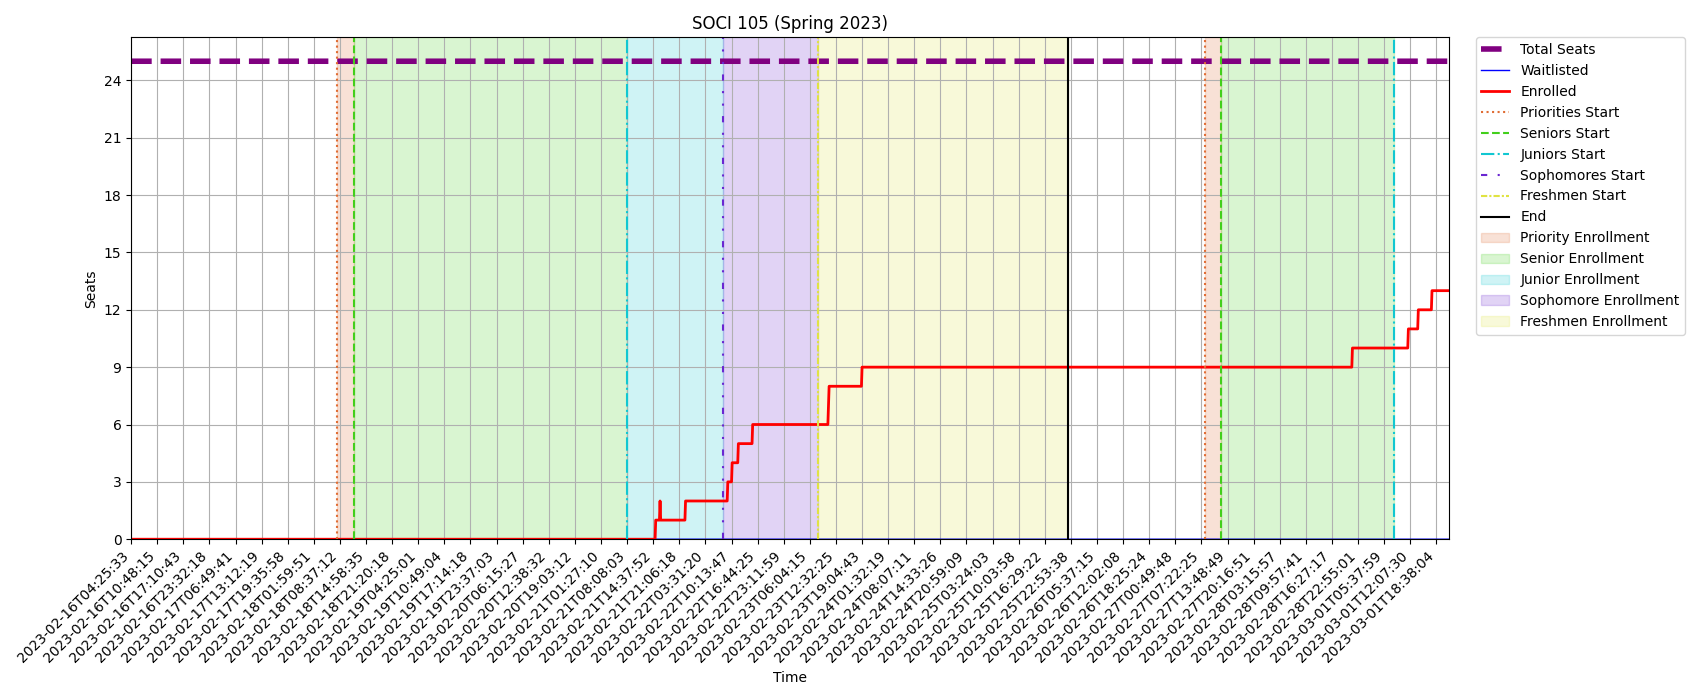 SOCI 105 (Spring 2023)
Seats
24
21
18
15
12
9
6
3
0
2023-02-16T04:25:33
2023-02-16T10:48:15
2023-02-16T17:10:43
2023-02-16T23:32:18
2023-02-17T06:49:41
2023-02-17T13:12:19
2023-02-17T19:35:58
2023-02-18T01:59:51
2023-02-18T08:37:12
2023-02-18T14:58:35
2023-02-18T21:20:18
2023-02-19T04:25:01
2023-02-19T10:49:04
2023-02-19T17:14:18
2023-02-19T23:37:03
2023-02-20T06:15:27
2023-02-20T12:38:32
2023-02-20T19:03:12
2023-02-21T01:27:10
2023-02-21T08:08:03
2023-02-21T14:37:52
2023-02-21T21:06:19
2023-02-22T03:31:20
2023-02-22T10:13:47
2023-02-22T16:44:25
2023-02-22T23:11:59
2023-02-23T06:04:15
2023-02-23T12:32:25
2023-02-23T19:04:43
2023-02-24T01:32:19
2023-02-24T08:07:11
2023-02-24T14:33:26
2023-02-24T20:59:09
2023-02-25T03:24:03
2023-02-25T10:03:58
2023-02-25T16:29:22
2023-02-25T22:53:38
2023-02-26T05:37:15
2023-02-26T12:02:08
2023-02-26T18:25:24
2023-02-27T00:49:48
2023-02-27T07:22:25
2023-02-27T13:48:49
2023-02-27T20:16:51
2023-02-28T03:15:57
2023-02-28T09:57:41
2023-02-28T16:27:17
2023-02-28T22:55:01
2023-03-01T05:37:59
2023-03-01T12:07:30
2023-03-01T18:38:04
Time
Total Seats
Waitlisted
Enrolled
Priorities Start
Seniors Start
Juniors Start
Sophomores Start
Freshmen Start
End
Priority Enrollment
Senior Enrollment
Junior Enrollment
Sophomore Enrollment
Freshmen Enrollment